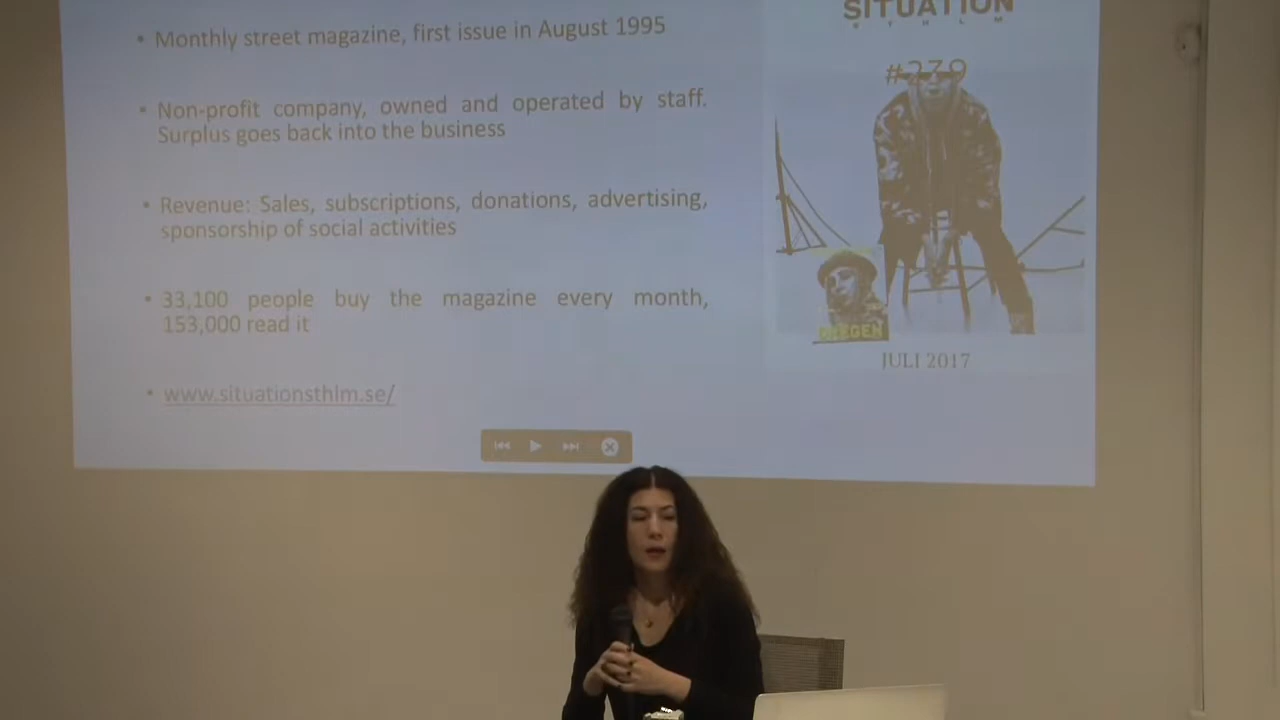 • Monthly street magazine, first issue in August 1995
• Non-profit company, owned and operated by staff.
Surplus goes back into the business
• Revenue: Sales, subscriptions, donations, advertising,
sponsorship of social activities
• 33,100 people buy the magazine every month,
153,000 read it
• www.situationsthlm.se/
SITUATION
S T H L M
#239
JULI 2017